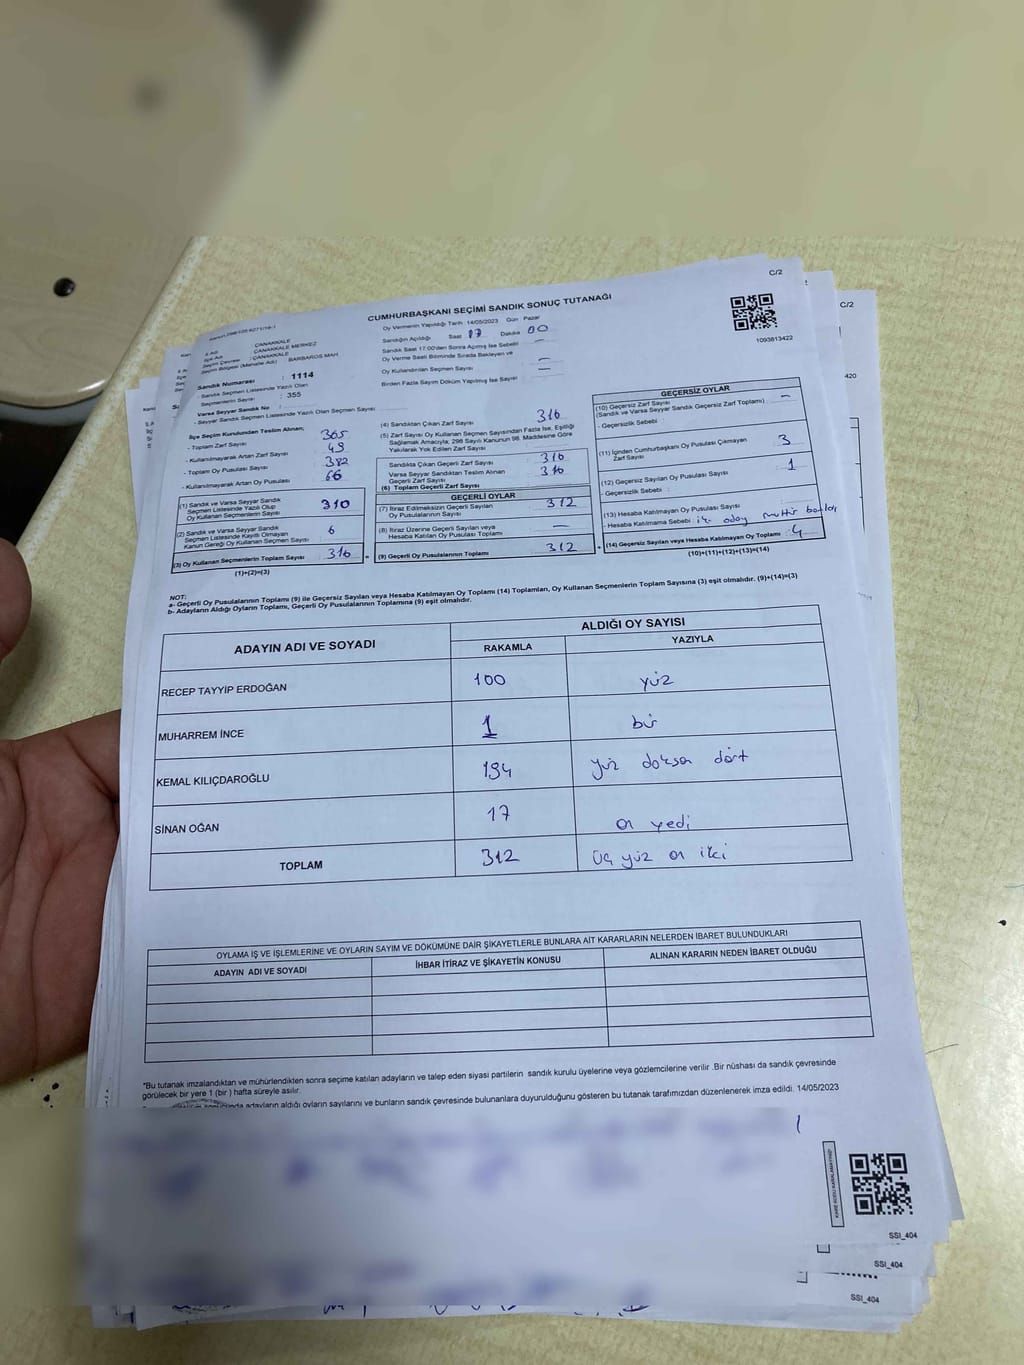 C/2
CUMHURBAŞKANI SEÇİMİ SANDIK SONUÇ TUTANAĞI
1093813422
İl Adı : ÇANAKKALE
İlçe Adı : ÇANAKKALE MERKEZ
Seçim Çevresi : ÇANAKKALE
Seçim Bölgesi (Mahalle Adı) : BARBAROS MAH.
Sandık Numarası : 1114
- Sandık Seçmen Listesinde Yazılı Olan
Seçmenlerin Sayısı : 355
Varsa Seyyar Sandık No :
- Seyyar Sandık Seçmen Listesinde Yazılı Olan Seçmen Sayısı :
Oy Vermenin Yapıldığı Tarih : 14/05/2023 Gün : Pazar
Sandığın Açıldığı Saat 17 Dakika 00
Sandık Saat 17:00'den Sonra Açılmış İse Sebebi —
Oy Verme Saati Bitiminde Sırada Bekleyen ve
Oy Kullandırılan Seçmen Sayısı —
Birden Fazla Sayım Döküm Yapılmış İse Sayısı —
İlçe Seçim Kurulundan Teslim Alınan;
- Toplam Zarf Sayısı 365
- Kullanılmayarak Artan Zarf Sayısı 49
- Toplam Oy Pusulası Sayısı 382
- Kullanılmayarak Artan Oy Pusulası 66
(1) Sandık ve Varsa Seyyar Sandık
Seçmen Listesinde Yazılı Olup
Oy Kullanan Seçmenlerin Sayısı 310
(2) Sandık ve Varsa Seyyar Sandık
Seçmen Listesinde Kayıtlı Olmayan
Kanun Gereği Oy Kullanan Seçmen Sayısı 6
(3) Oy Kullanan Seçmenlerin Toplam Sayısı 316
(1)+(2)=(3)
(4) Sandıktan Çıkan Zarf Sayısı 316
(5) Zarf Sayısı Oy Kullanan Seçmen Sayısından Fazla İse, Eşitliği
Sağlamak Amacıyla; 298 Sayılı Kanunun 98. Maddesine Göre
Yakılarak Yok Edilen Zarf Sayısı
Sandıkta Çıkan Geçerli Zarf Sayısı 316
Varsa Seyyar Sandıktan Teslim Alınan
Geçerli Zarf Sayısı 316
(6) Toplam Geçerli Zarf Sayısı
GEÇERLİ OYLAR
(7) İtiraz Edilmeksizin Geçerli Sayılan
Oy Pusulalarının Sayısı 312
(8) İtiraz Üzerine Geçerli Sayılan veya
Hesaba Katılan Oy Pusulası Toplamı —
(9) Geçerli Oy Pusulalarının Toplamı 312
GEÇERSİZ OYLAR
(10) Geçersiz Zarf Sayısı
(Sandık ve Varsa Seyyar Sandık Geçersiz Zarf Toplamı) : —
- Geçersizlik Sebebi :
(11) İçinden Cumhurbaşkanı Oy Pusulası Çıkmayan
Zarf Sayısı 3
(12) Geçersiz Sayılan Oy Pusulası Sayısı 1
- Geçersizlik Sebebi :
(13) Hesaba Katılmayan Oy Pusulası Sayısı
- Hesaba Katılmama Sebebi :
(14) Geçersiz Sayılan veya Hesaba Katılmayan Oy Toplamı 4
(10)+(11)+(12)+(13)=(14)
NOT:
a- Geçerli Oy Pusulalarının Toplamı (9) ile Geçersiz Sayılan veya Hesaba Katılmayan Oy Toplamı (14) Toplamları, Oy Kullanan Seçmenlerin Toplam Sayısına (3) eşit olmalıdır. (9)+(14)=(3)
b- Adayların Aldığı Oyların Toplamı, Geçerli Oy Pusulalarının Toplamına (9) eşit olmalıdır.
ADAYIN ADI VE SOYADI ALDIĞI OY SAYISI
RAKAMLA YAZIYLA
RECEP TAYYİP ERDOĞAN 100 yüz
MUHARREM İNCE 1 bir
KEMAL KILIÇDAROĞLU 194 yüz doksan dört
SİNAN OĞAN 17 on yedi
TOPLAM 312 üç yüz on iki
OYLAMA İŞ VE İŞLEMLERİNE VE OYLARIN SAYIM VE DÖKÜMÜNE DAİR ŞİKAYETLERLE BUNLARA AİT KARARLARIN NELERDEN İBARET BULUNDUKLARI
ADAYIN ADI VE SOYADI İHBAR İTİRAZ VE ŞİKAYETİN KONUSU ALINAN KARARIN NEDEN İBARET OLDUĞU
*Bu tutanak imzalandıktan ve mühürlendikten sonra seçime katılan adayların ve talep eden siyasi partilerin sandık kurulu üyelerine veya gözlemcilerine verilir .Bir nüshası da sandık çevresinde
görülecek bir yere 1 (bir ) hafta süreyle asılır.
adayların aldığı oyların sayılarını ve bunların sandık çevresinde bulunanlara duyurulduğunu gösteren bu tutanak tarafımızdan düzenlenerek imza edildi. 14/05/2023
SSI_404
SSI_404
SSI_404
C/2
420